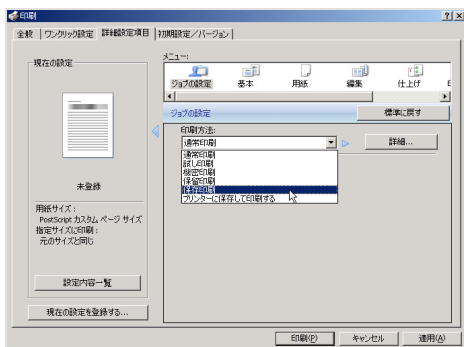 印刷
全般
ワンクリック設定
詳細設定項目
初期設定/バージョン
現在の設定
メニュー:
ジョブの設定
基本
用紙
編集
仕上げ
ジョブの設定
標準に戻す
印刷方法:
通常印刷
詳細...
通常印刷
試し印刷
機密印刷
保留印刷
保存印刷
プリンターに保存して印刷する
未登録
用紙サイズ:
PostScript カスタム ページ サイズ
指定サイズに印刷:
元のサイズと同じ
設定内容一覧
現在の設定を登録する...
印刷(P)
キャンセル
適用(A)